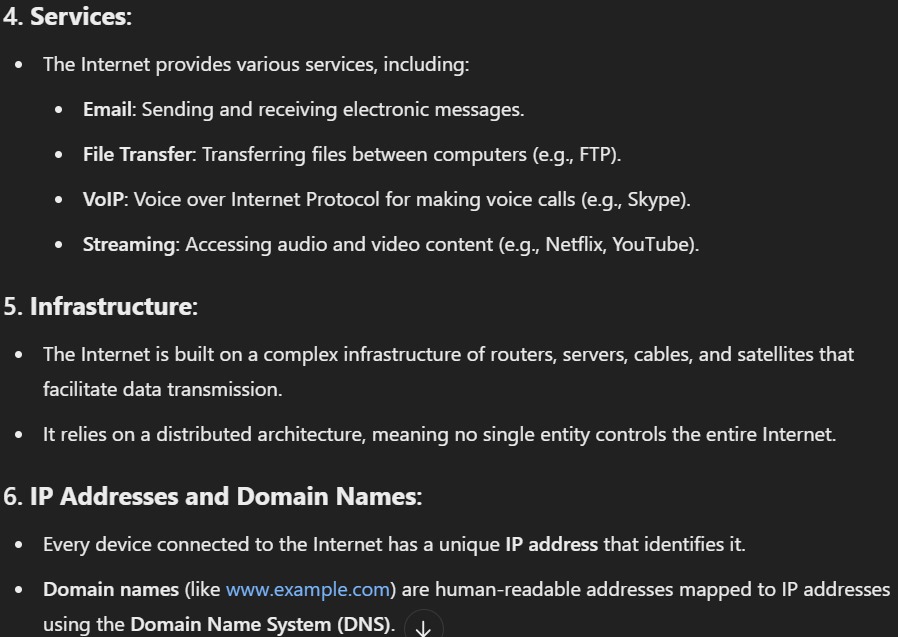 4. Services:
• The Internet provides various services, including:
• Email: Sending and receiving electronic messages.
• File Transfer: Transferring files between computers (e.g., FTP).
• VoIP: Voice over Internet Protocol for making voice calls (e.g., Skype).
• Streaming: Accessing audio and video content (e.g., Netflix, YouTube).
5. Infrastructure:
• The Internet is built on a complex infrastructure of routers, servers, cables, and satellites that
facilitate data transmission.
• It relies on a distributed architecture, meaning no single entity controls the entire Internet.
6. IP Addresses and Domain Names:
• Every device connected to the Internet has a unique IP address that identifies it.
• Domain names (like www.example.com) are human-readable addresses mapped to IP addresses
using the Domain Name System (DNS).